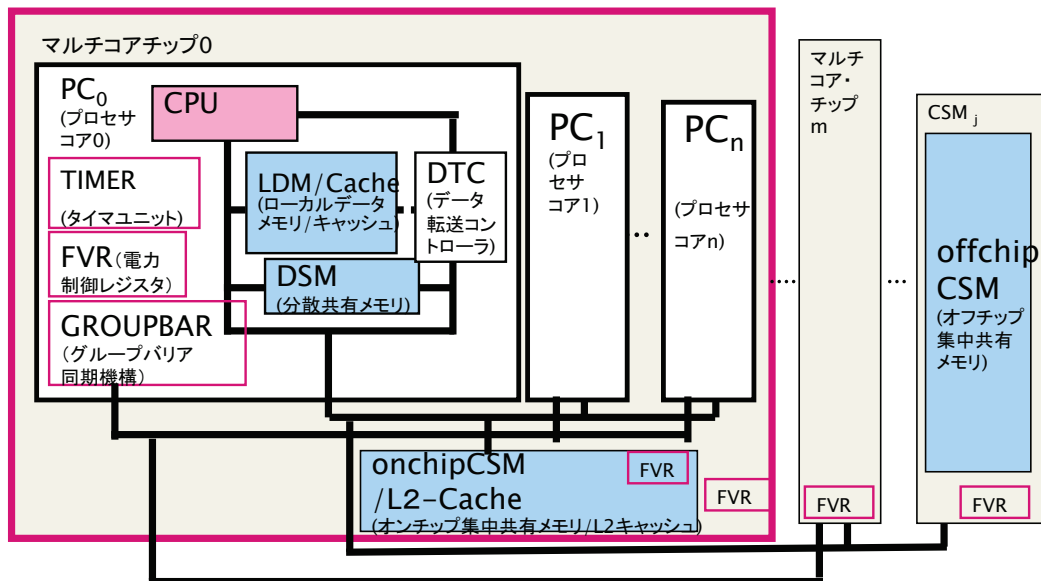 マルチコアチップ0
PC0
(プロセサ
コア0)
CPU
TIMER
(タイマユニット)
FVR(電力
制御レジスタ)
GROUPBAR
(グループバリア
同期機構)
LDM/Cache
(ローカルデータ
メモリ/キャッシュ)
DSM
(分散共有メモリ)
DTC
(データ
転送コント
ローラ)
PC1
(プロ
セサ
コア1)
..
PCn
(プロセサ
コアn)
onchipCSM
/L2-Cache
(オンチップ集中共有メモリ/L2キャッシュ)
FVR
FVR
....
マルチ
コア・
チップ
m
FVR
...
CSM j
offchip
CSM
(オフチップ
集中共有
メモリ)
FVR